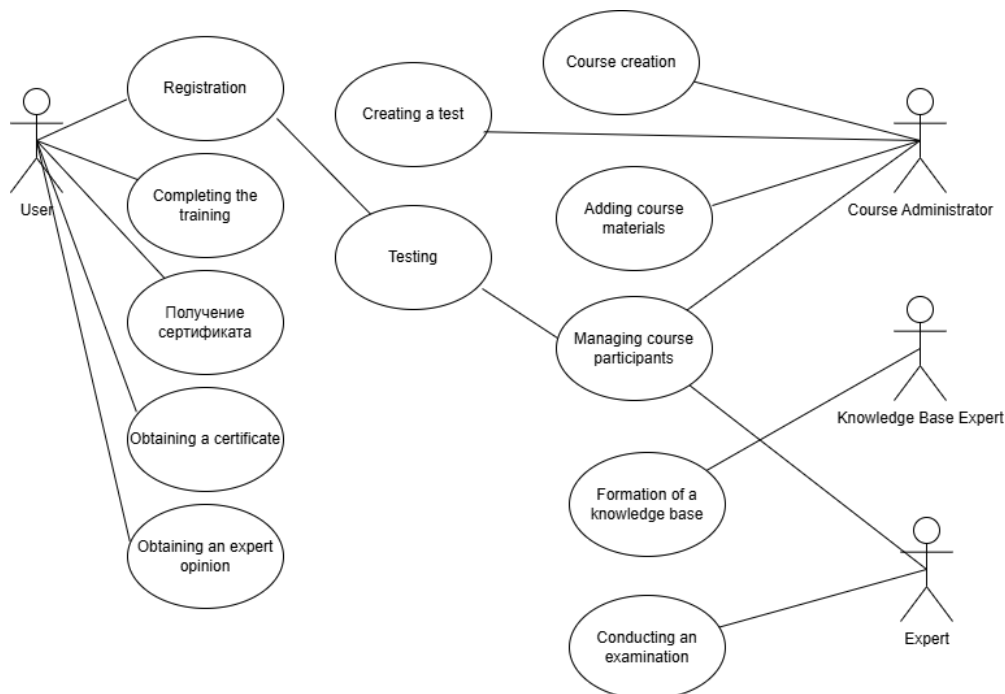 Registration
Course creation
Creating a test
User
Completing the
training
Course Administrator
Adding course
materials
Testing
Получение
сертификата
Managing course
participants
Knowledge Base Expert
Obtaining a certificate
Formation of a
knowledge base
Obtaining an expert
opinion
Expert
Conducting an
examination